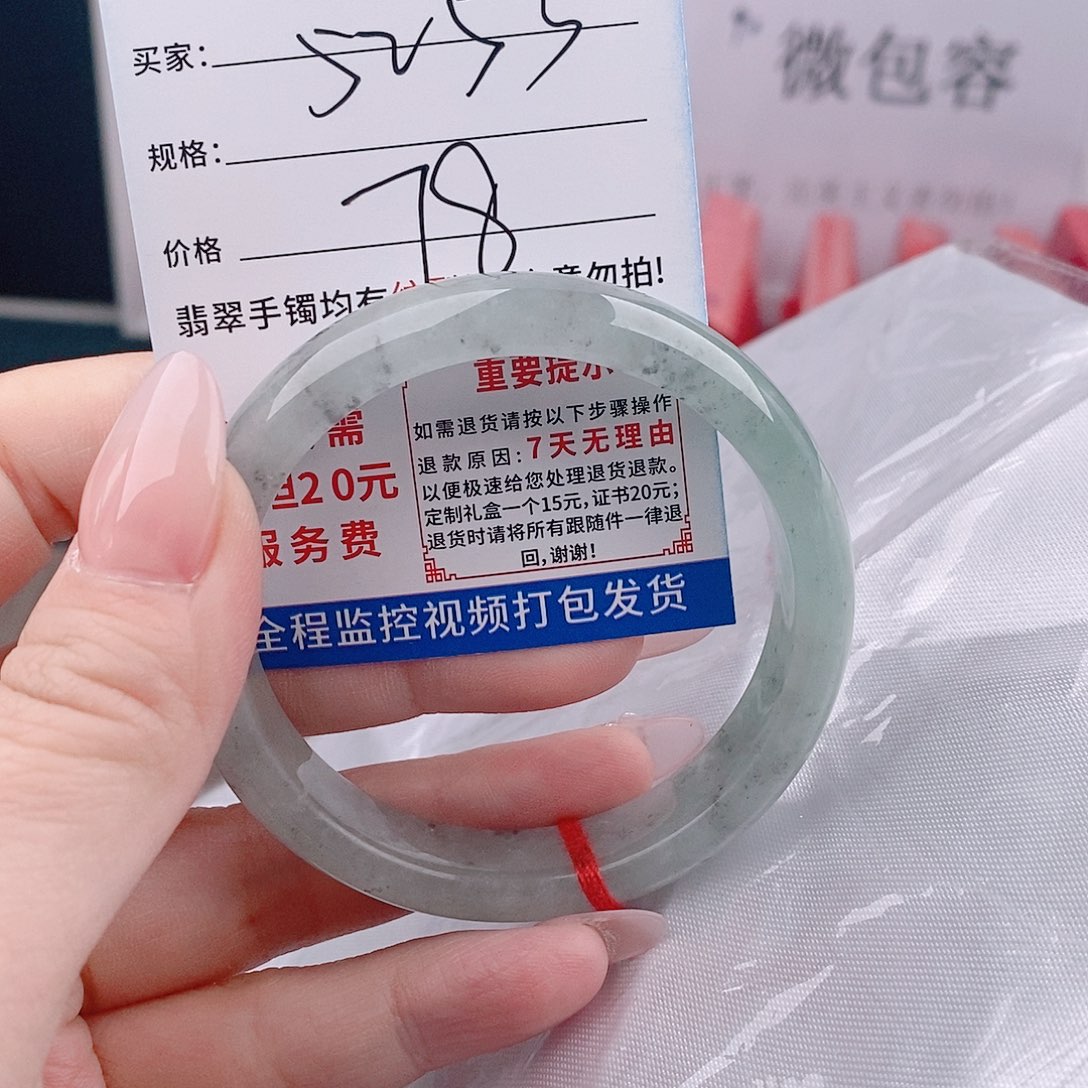 买家: 5255
规格:
78
价格
翡翠手镯均有 意勿拍!
需
担20元
服务费
重要提示
如需退货请按以下步骤操作
退款原因: 7天无理由
以便极速给您处理退货退款。
定制礼盒一个15元,证书20元;
退货时请将所有跟随件一律退
回,谢谢!
全程监控视频打包发货
微包容